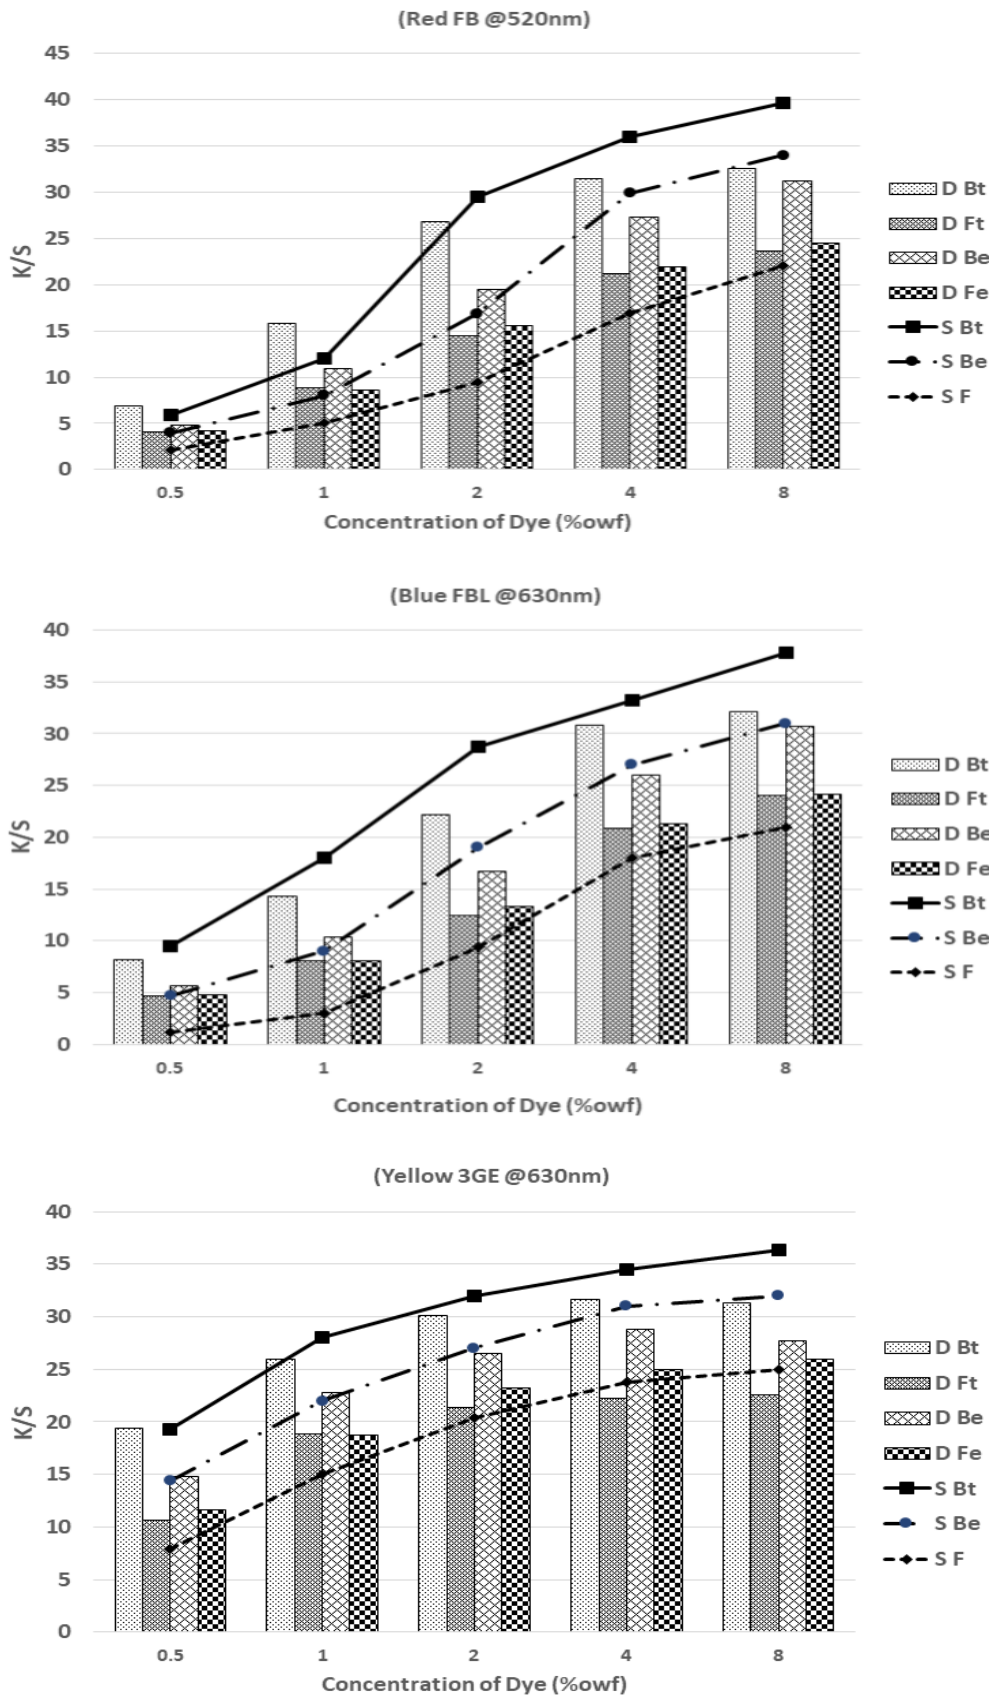 (Red FB @520nm)
45
40
35
30
25
20
15
10
5
0
K/S
0.5 1 2 4 8
Concentration of Dye (%owf)
D Bt
D Ft
D Be
D Fe
S Bt
S Be
S F
(Blue FBL @630nm)
40
35
30
25
20
15
10
5
0
K/S
0.5 1 2 4 8
Concentration of Dye (%owf)
D Bt
D Ft
D Be
D Fe
S Bt
S Be
S F
(Yellow 3GE @630nm)
40
35
30
25
20
15
10
5
0
K/S
0.5 1 2 4 8
Concentration of Dye (%owf)
D Bt
D Ft
D Be
D Fe
S Bt
S Be
S F